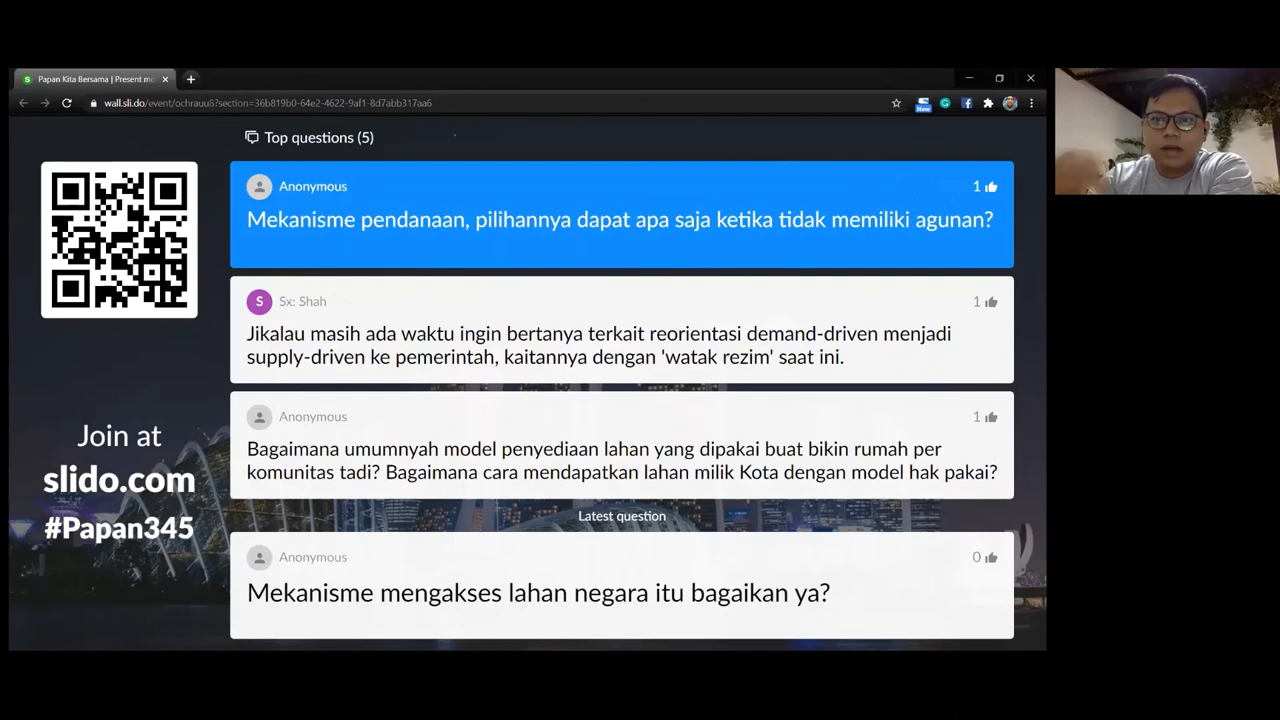 Papan Kita Bersama | Present m
wall.sli.do/event/ochrauu8?section=36b819b0-64e2-4622-9af1-8d7abb317aa6
New
Top questions (5)
Anonymous
1
Mekanisme pendanaan, pilihannya dapat apa saja ketika tidak memiliki agunan?
S
Sx: Shah
1
Jikalau masih ada waktu ingin bertanya terkait reorientasi demand-driven menjadi
supply-driven ke pemerintah, kaitannya dengan 'watak rezim' saat ini.
Anonymous
1
Bagaimana umumnyah model penyediaan lahan yang dipakai buat bikin rumah per
komunitas tadi? Bagaimana cara mendapatkan lahan milik Kota dengan model hak pakai?
Latest question
Anonymous
0
Mekanisme mengakses lahan negara itu bagaikan ya?
Join at
slido.com
#Papan345